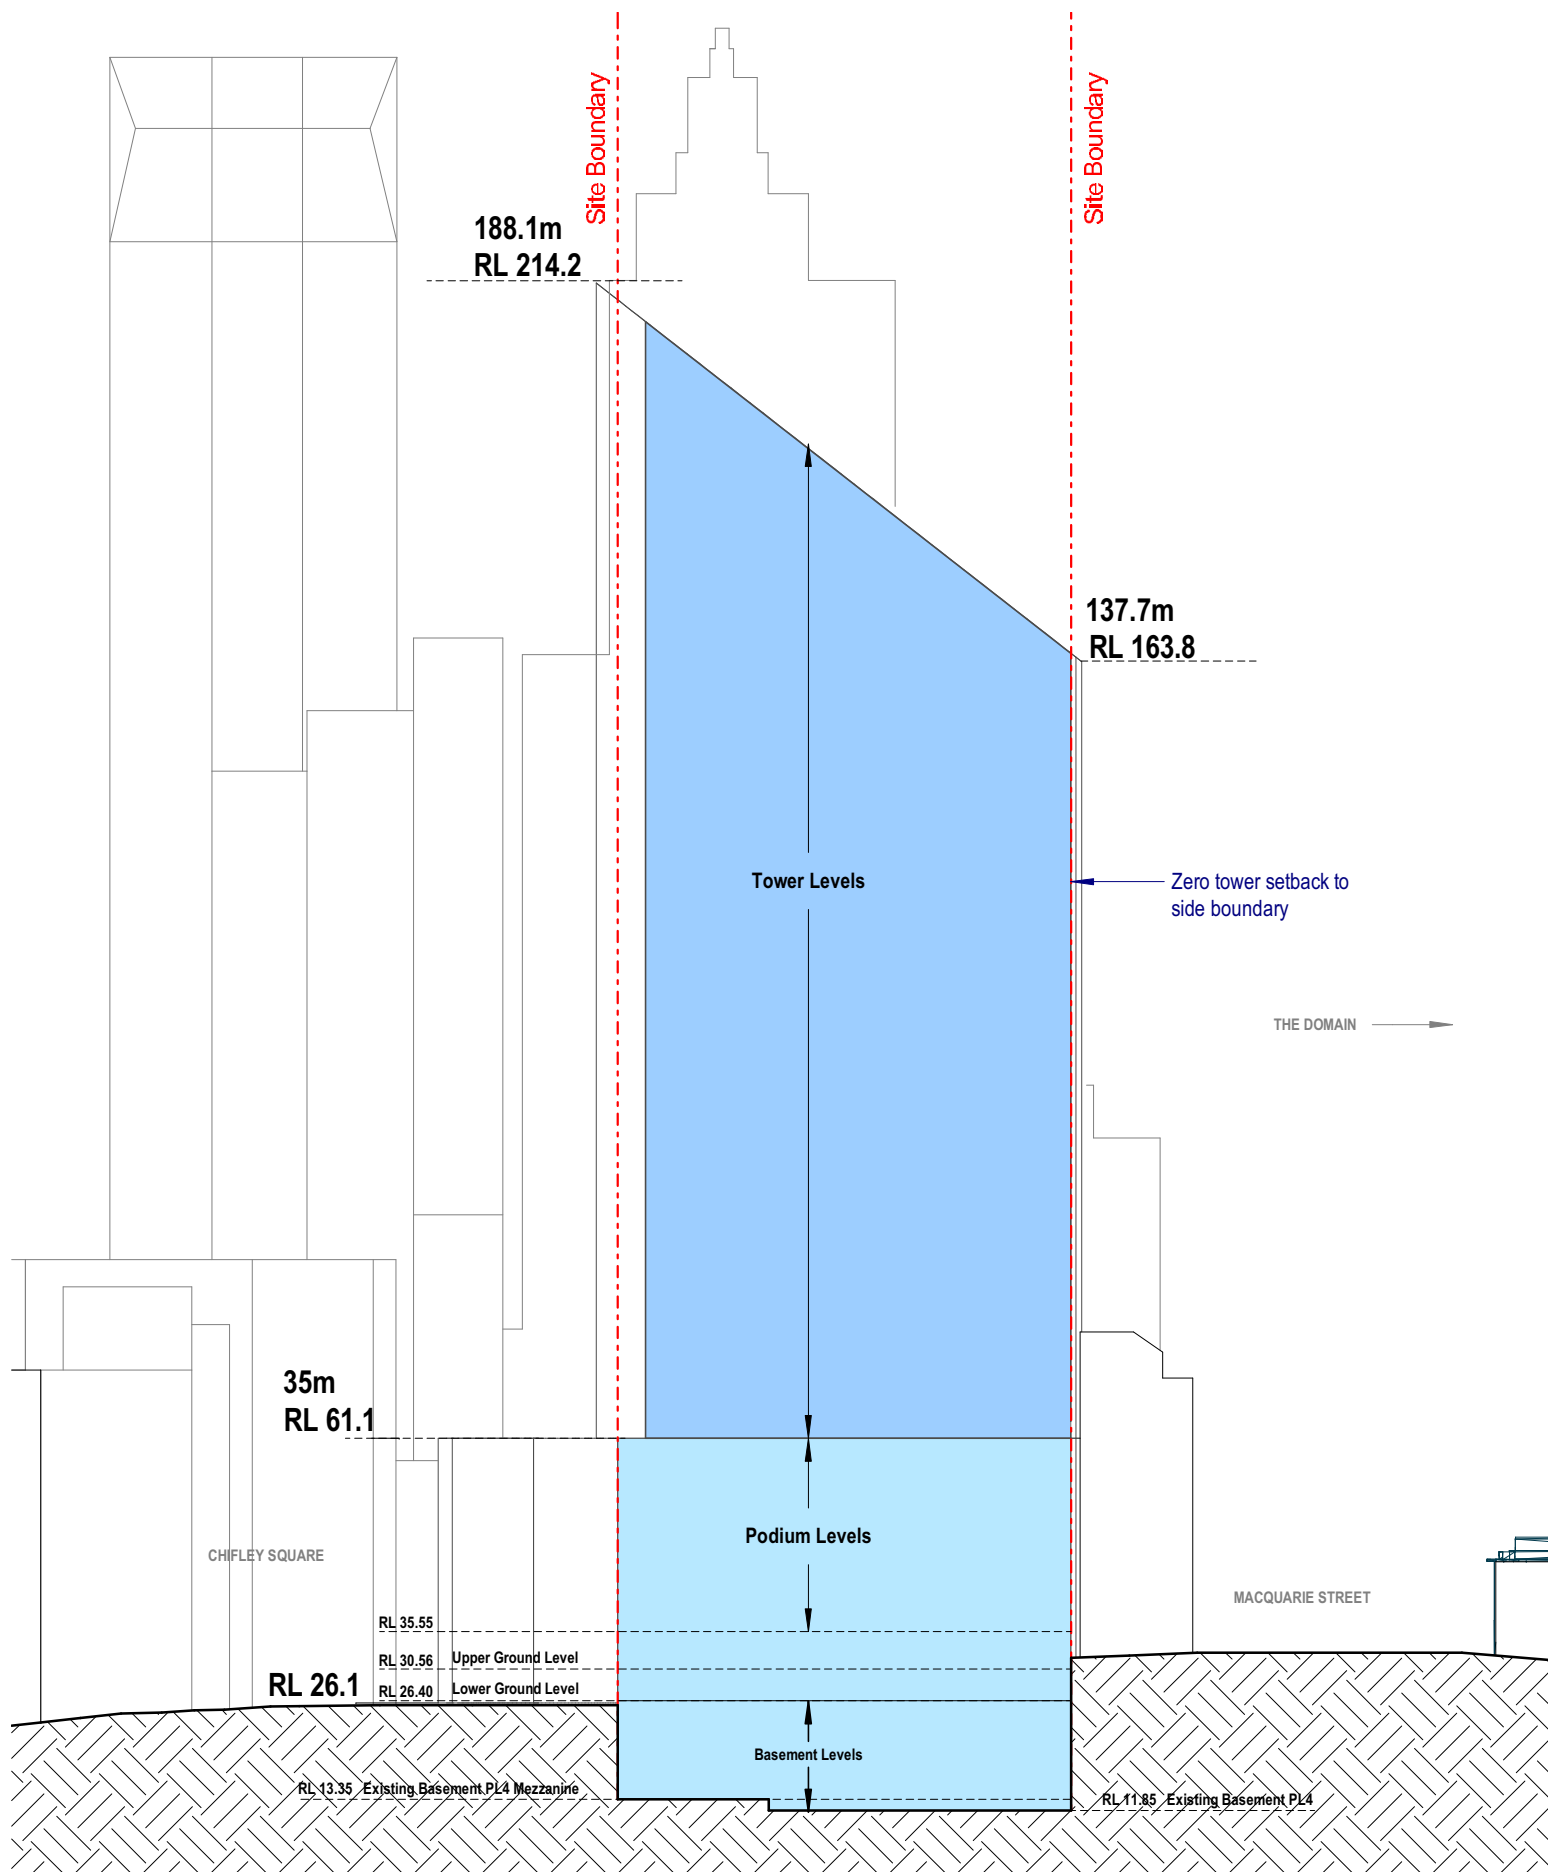 Site Boundary
Site Boundary
188.1m
RL 214.2
137.7m
RL 163.8
Tower Levels
Zero tower setback to
side boundary
THE DOMAIN
35m
RL 61.1
Podium Levels
CHIFLEY SQUARE
MACQUARIE STREET
RL 35.55
RL 30.56 Upper Ground Level
RL 26.1
RL 26.40 Lower Ground Level
Basement Levels
RL 13.35 Existing Basement PL4 Mezzanine
RL 11.85 Existing Basement PL4